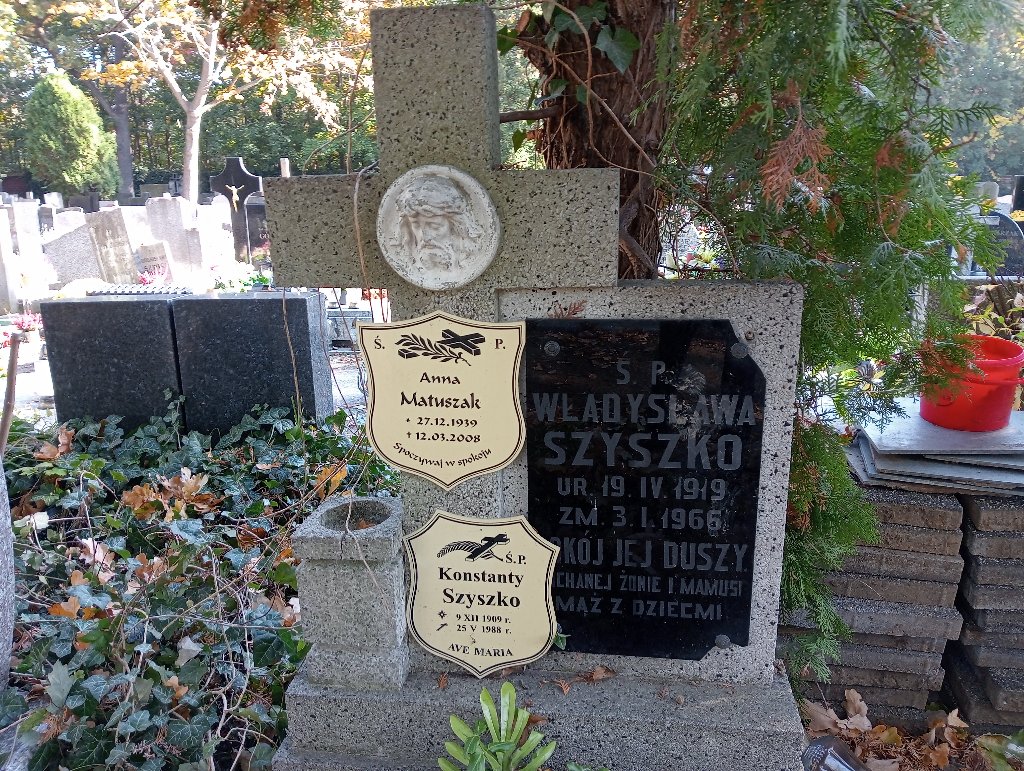 Ś. P.
Anna
Matuszak
* 27.12.1939
† 12.03.2008
Spoczywaj w spokoju
Ś.P.
Konstanty
Szyszko
* 9 XII 1909 r.
† 25 V 1988 r.
AVE MARIA
Ś. P.
WŁADYSŁAWA
SZYSZKO
UR. 19. IV. 1919
ZM. 3. I. 1966
OKÓJ JEJ DUSZY.
CHANEJ ŻONIE I MAMUSI
MĄŻ Z DZIEĆMI.